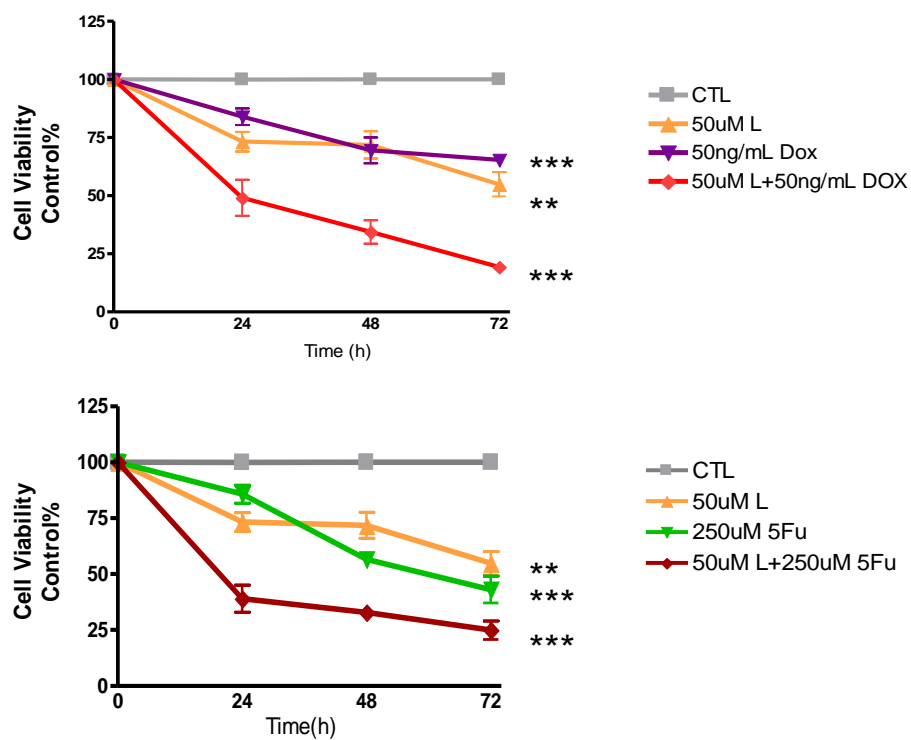 125
100
75
50
25
0
Cell Viability
Control%
0
24
48
72
Time (h)
***
**
***
CTL
50uM L
50ng/mL Dox
50uM L+50ng/mL DOX
125
100
75
50
25
0
Cell Viability
Control%
0
24
48
72
Time(h)
**
***
***
CTL
50uM L
250uM 5Fu
50uM L+250uM 5Fu